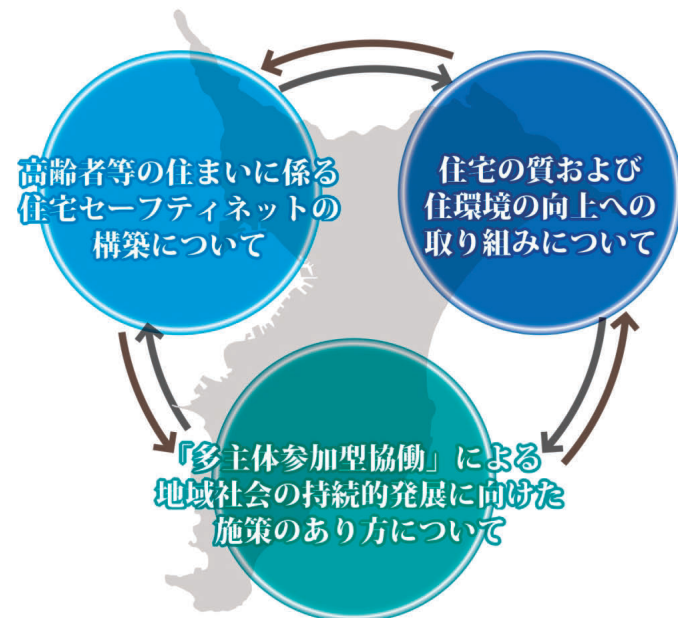 高齢者等の住まいに係る
住宅セーフティネットの
構築について
住宅の質および
住環境の向上への
取り組みについて
「多主体参加型協働」による
地域社会の持続的発展に向けた
施策のあり方について